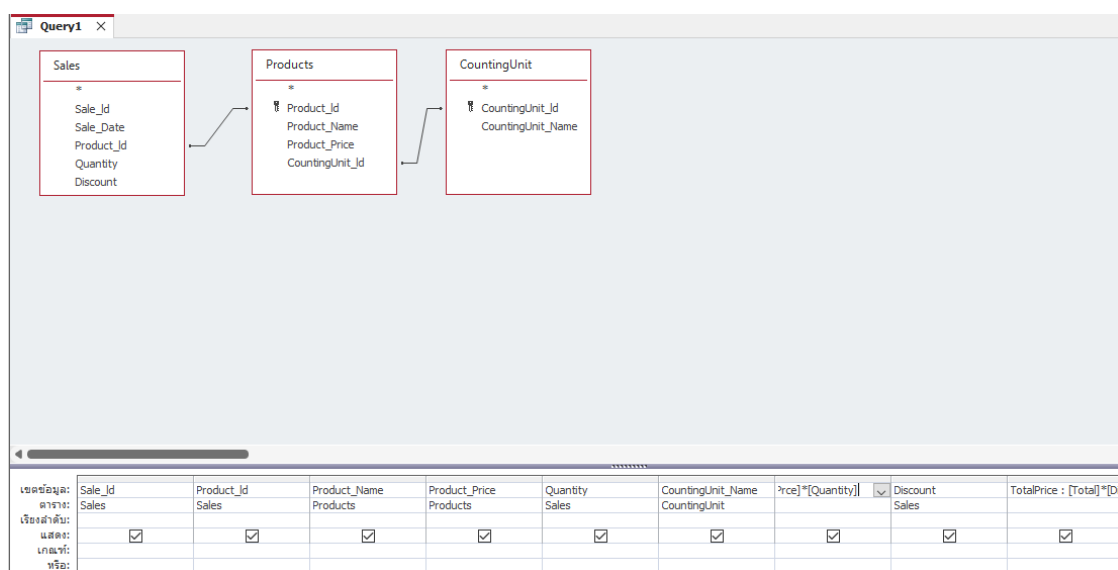 Query1
Sales
*
Sale_Id
Sale_Date
Product_Id
Quantity
Discount
Products
*
Product_Id
Product_Name
Product_Price
CountingUnit_Id
CountingUnit
*
CountingUnit_Id
CountingUnit_Name
เขตข้อมูล: Sale_Id Product_Id Product_Name Product_Price Quantity CountingUnit_Name Prce]*[Quantity] Discount TotalPrice : [Total]*[D
ตาราง: Sales Sales Products Products Sales CountingUnit Sales
เรียงลำดับ:
แสดง:
เกณฑ์:
หรือ: